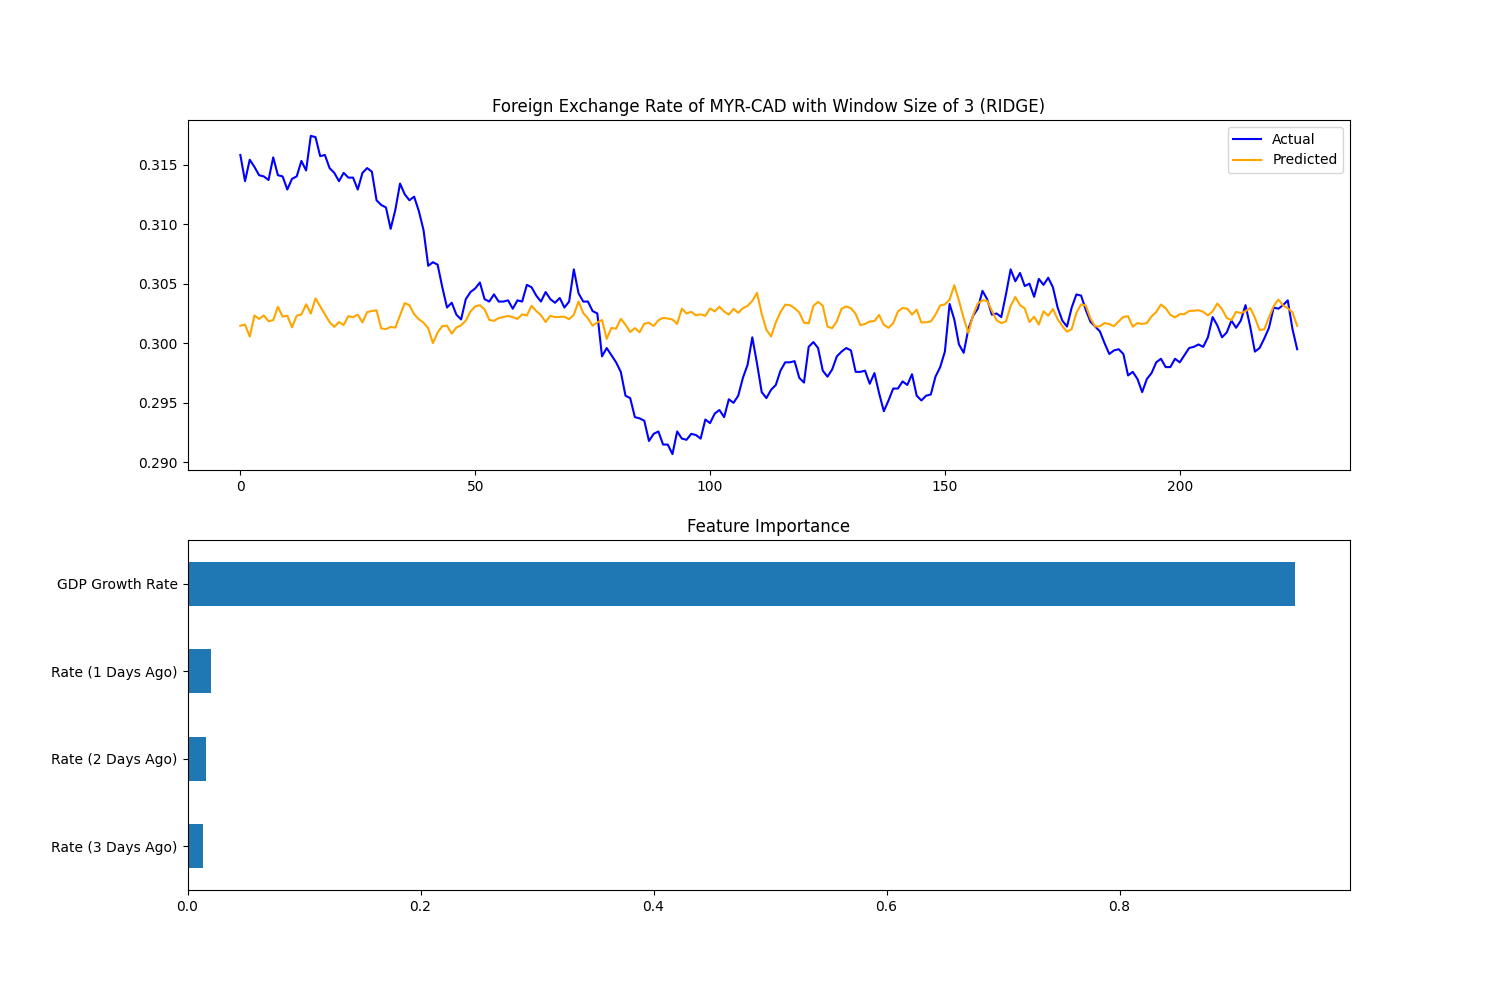 Foreign Exchange Rate of MYR-CAD with Window Size of 3 (RIDGE)
Actual
Predicted
0.315
0.310
0.305
0.300
0.295
0.290
0 50 100 150 200
Feature Importance
GDP Growth Rate
Rate (1 Days Ago)
Rate (2 Days Ago)
Rate (3 Days Ago)
0.0 0.2 0.4 0.6 0.8